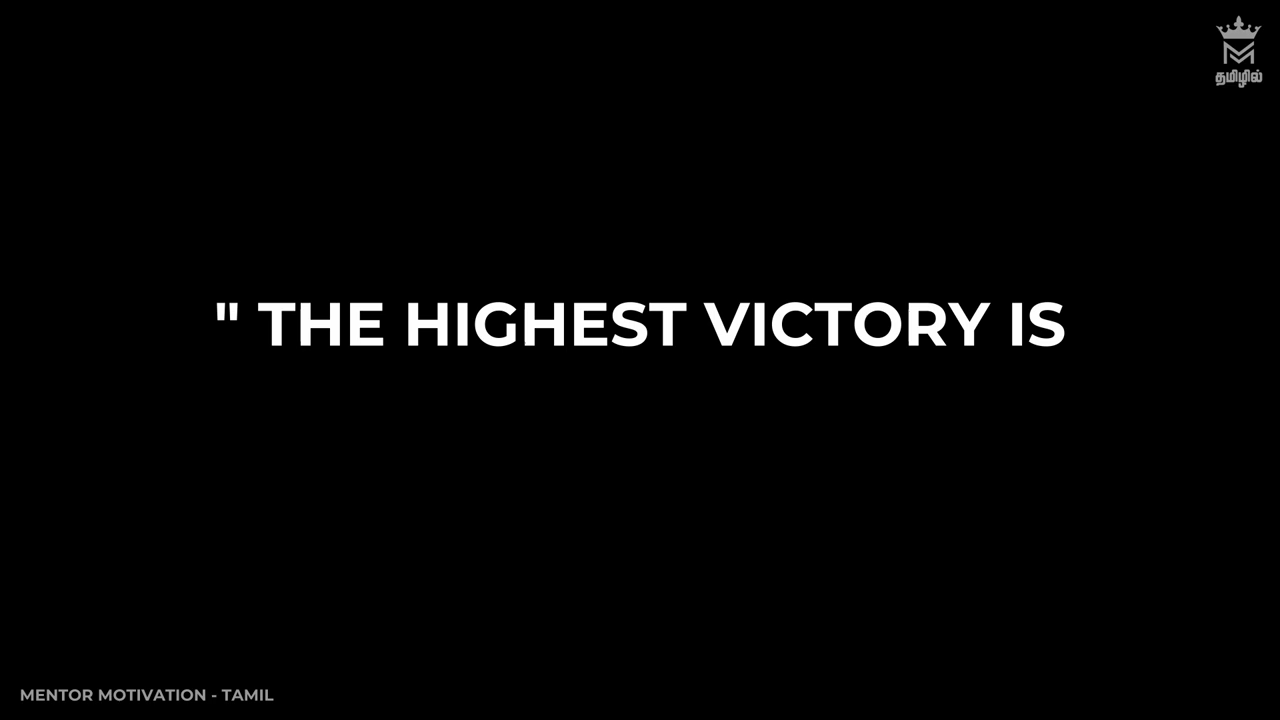 தமிழில்
" THE HIGHEST VICTORY IS
MENTOR MOTIVATION - TAMIL